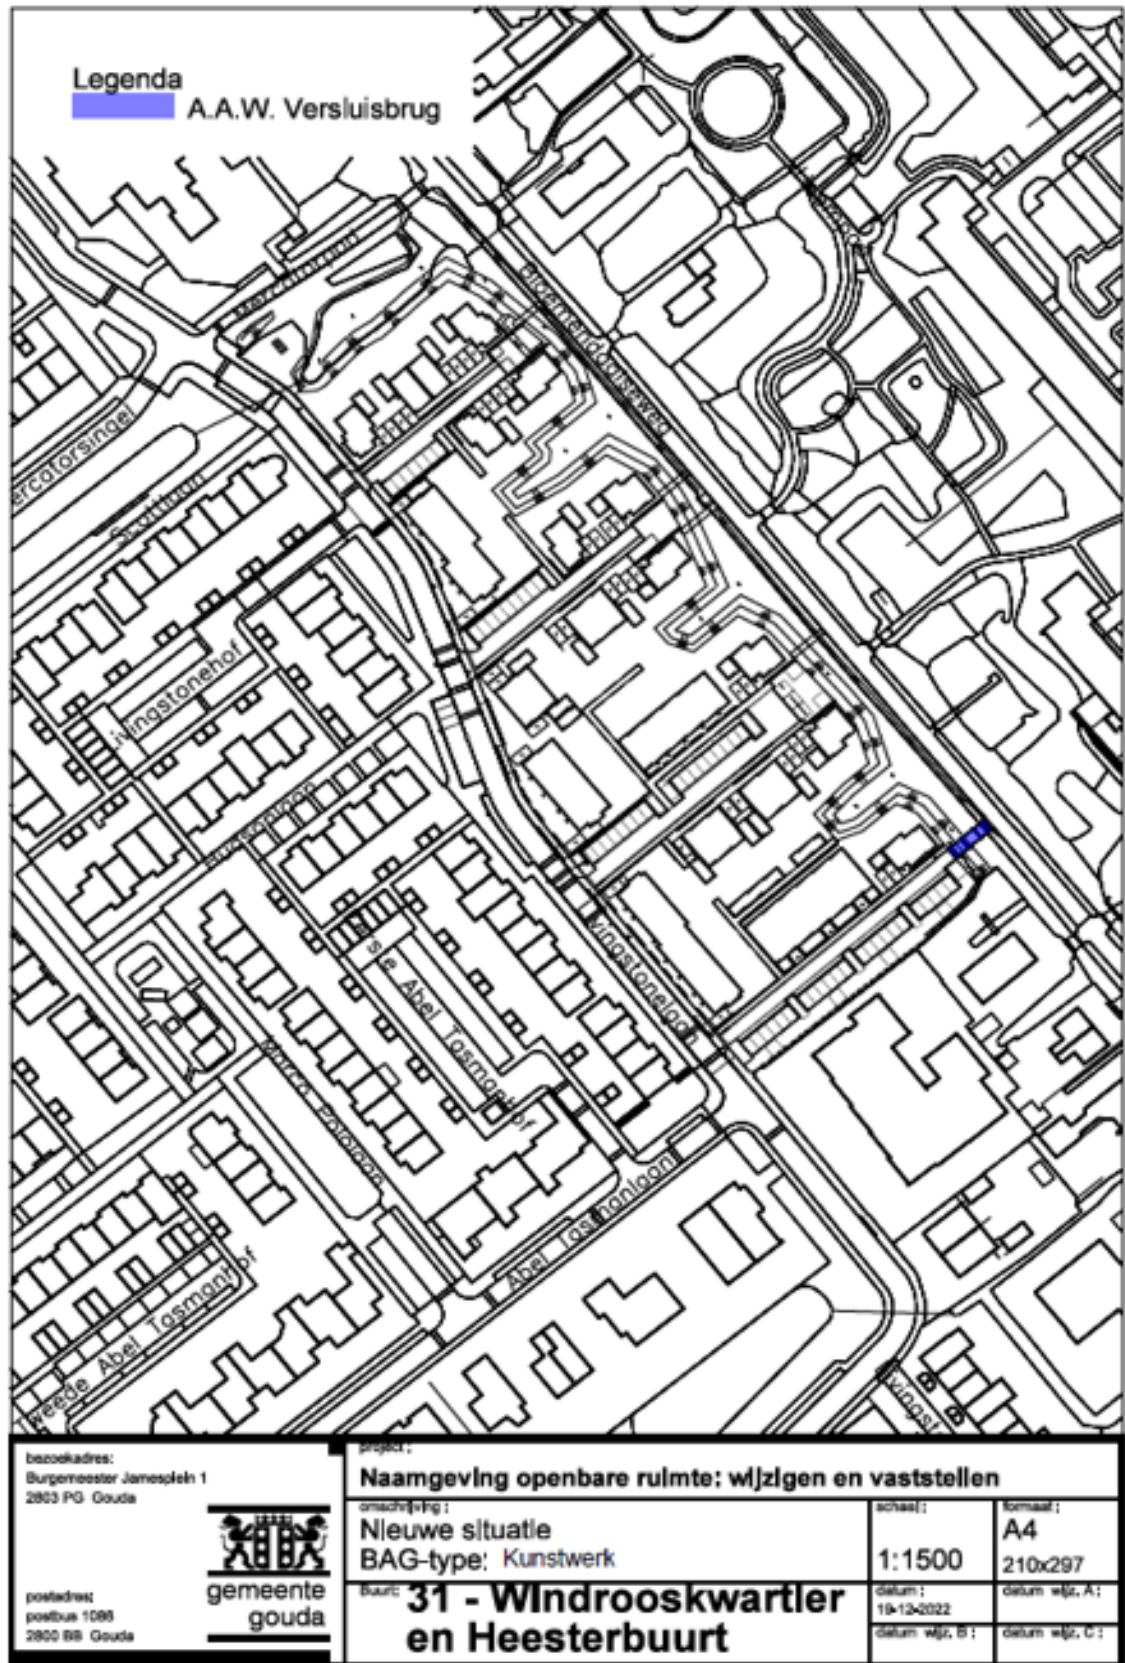 Legenda
A.A.W. Versluisbrug
Mercatorpad
Bloemendaalseweg
ercatorsingel
Scottlaan
Livingstonehof
Hudsonlaan
Livingstonelaan
s.e Abel Tasmanhof
Marco Pololaan
Abel Tasmanlaan
Tweede Abel Tasmanhof
bezoekadres:
Burgemeester Jamesplein 1
2803 PG Gouda
gemeente
gouda
postadres:
postbus 1086
2800 BB Gouda
project :
Naamgeving openbare ruimte: wijzigen en vaststellen
omschrijving :
Nieuwe situatie
BAG-type: Kunstwerk
schaal :
1:1500
formaat :
A4
210x297
Buurt: 31 - Windrooskwartier
en Heesterbuurt
datum :
19-12-2022
datum wijz. A :
datum wijz. B :
datum wijz. C :